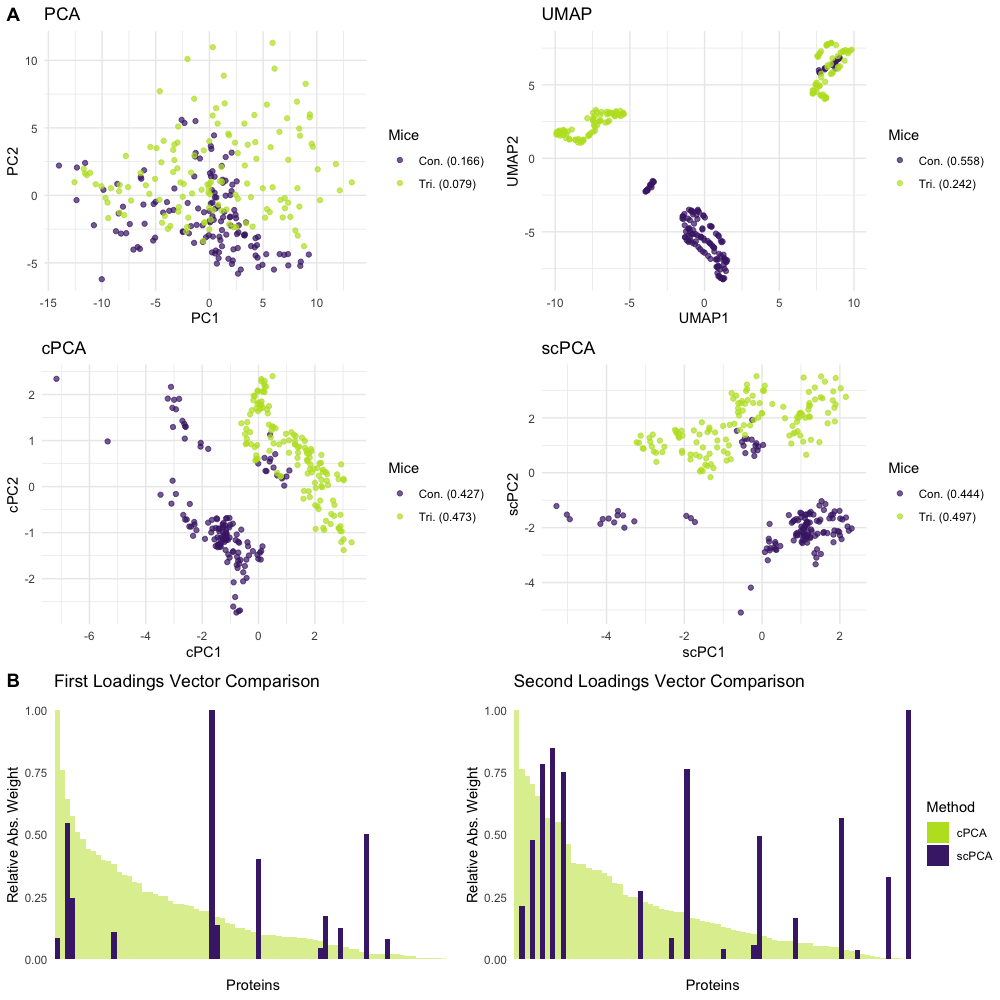 A
PCA
10
5
0
-5
PC2
-15
-10
-5
0
5
10
PC1
Mice
Con. (0.166)
Tri. (0.079)
UMAP
5
0
-5
UMAP2
-10
-5
0
5
10
UMAP1
Mice
Con. (0.558)
Tri. (0.242)
cPCA
2
1
0
-1
-2
cPC2
-6
-4
-2
0
2
cPC1
Mice
Con. (0.427)
Tri. (0.473)
scPCA
2
0
-2
-4
scPC2
-4
-2
0
2
scPC1
Mice
Con. (0.444)
Tri. (0.497)
B
First Loadings Vector Comparison
1.00
0.75
0.50
0.25
0.00
Relative Abs. Weight
Proteins
Second Loadings Vector Comparison
1.00
0.75
0.50
0.25
0.00
Relative Abs. Weight
Proteins
Method
cPCA
scPCA